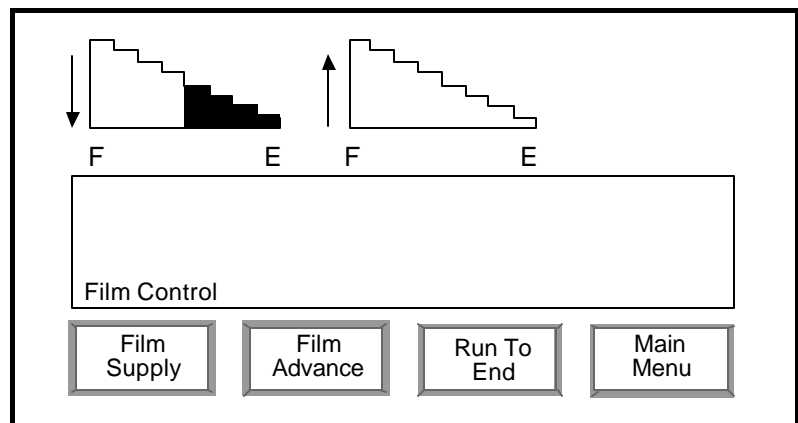 F E F E
Film Control
Film
Supply
Film
Advance
Run To
End
Main
Menu